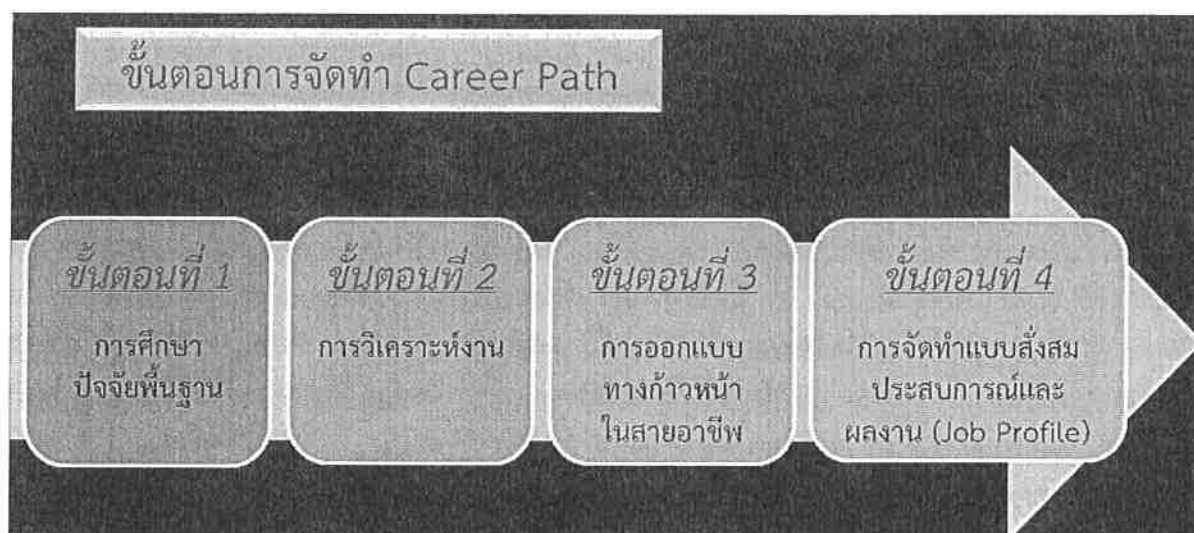 ขั้นตอนการจัดทำ Career Path
ขั้นตอนที่ 1
การศึกษา
ปัจจัยพื้นฐาน
ขั้นตอนที่ 2
การวิเคราะห์งาน
ขั้นตอนที่ 3
การออกแบบ
ทางก้าวหน้า
ในสายอาชีพ
ขั้นตอนที่ 4
การจัดทำแบบสั่งสม
ประสบการณ์และ
ผลงาน (Job Profile)